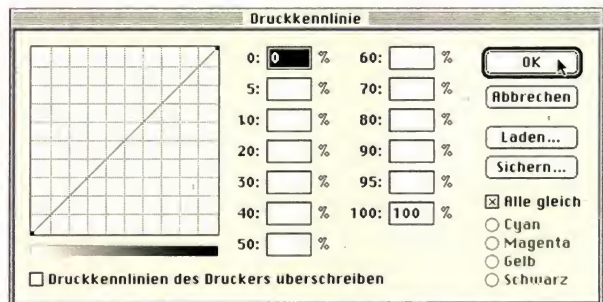 Druckkennlinie
0: 0 %
5: %
10: %
20: %
30: %
40: %
50: %
60: %
70: %
80: %
90: %
95: %
100: 100 %
OK
Abbrechen
Laden...
Sichern...
Alle gleich
Cyan
Magenta
Gelb
Schwarz
Druckkennlinien des Druckers uberschreiben